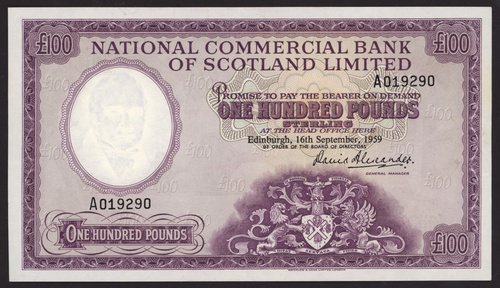 £100
£100
NATIONAL COMMERCIAL BANK
OF SCOTLAND LIMITED
A019290
PROMISE TO PAY THE BEARER ON DEMAND
ONE HUNDRED POUNDS
STERLING
AT THE HEAD OFFICE HERE
Edinburgh, 16th September, 1959
BY ORDER OF THE BOARD OF DIRECTORS
David Alexander
GENERAL MANAGER
A019290
ONE HUNDRED POUNDS
£100